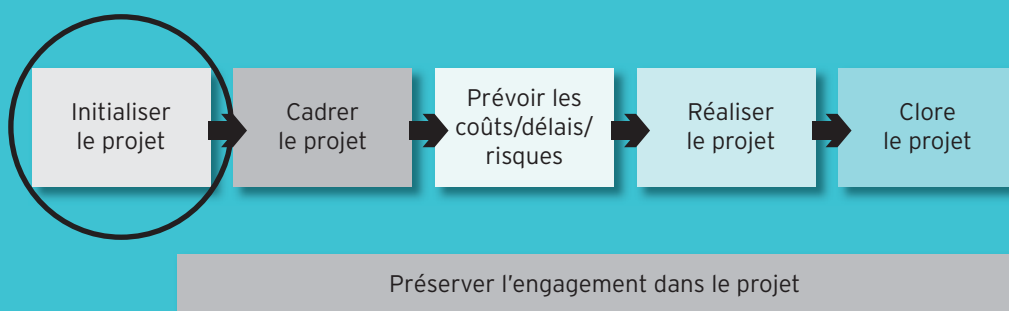 Initialiser
le projet
Cadrer
le projet
Prévoir les
coûts/délais/
risques
Réaliser
le projet
Clore
le projet
Préserver l'engagement dans le projet